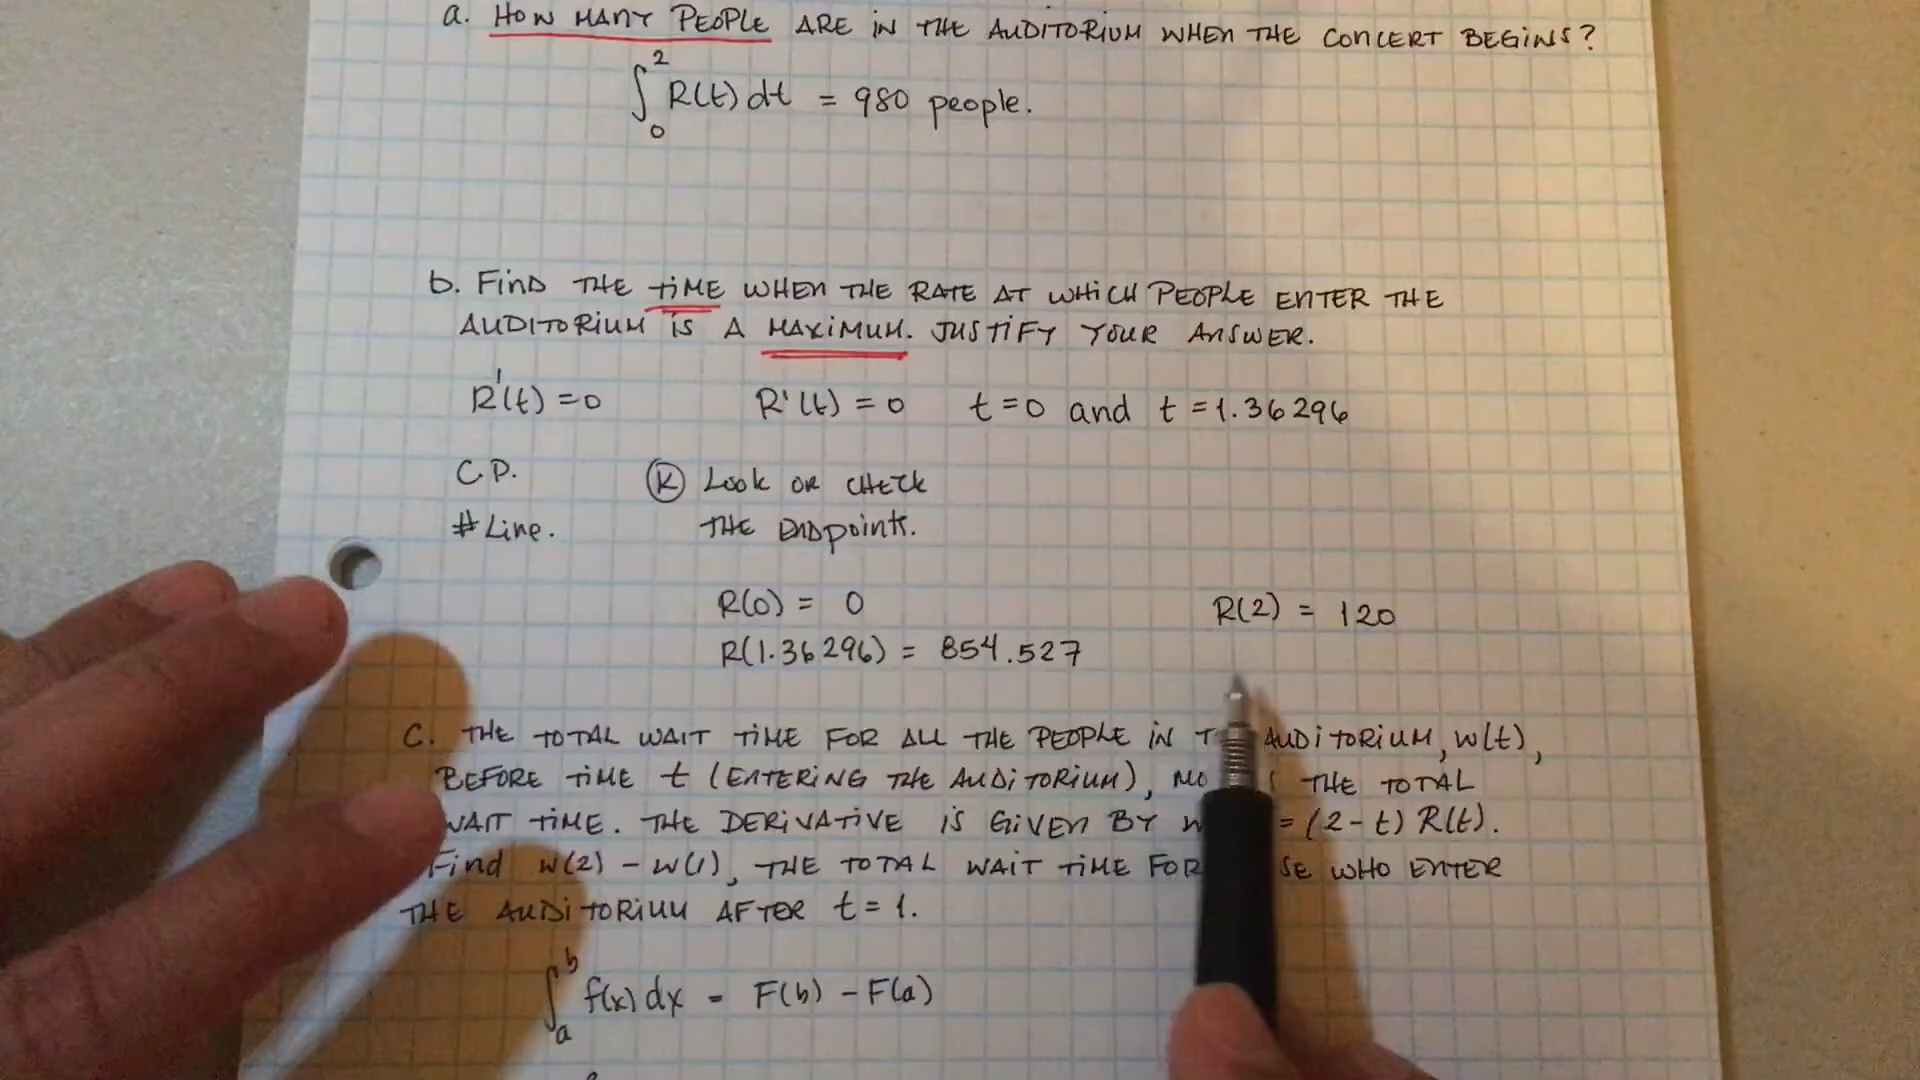 a. HOW MANY PEOPLE ARE IN THE AUDITORIUM WHEN THE CONCERT BEGINS?
∫₀² R(t) dt = 980 people.
b. FIND THE TIME WHEN THE RATE AT WHICH PEOPLE ENTER THE
AUDITORIUM IS A MAXIMUM. JUSTIFY YOUR ANSWER.
R'(t) = 0 R'(t) = 0 t = 0 and t = 1.36296
C.P. Ⓚ Look OR CHECK
# Line. THE ENDpoints.
R(0) = 0 R(2) = 120
R(1.36296) = 854.527
C. THE TOTAL WAIT TIME FOR ALL THE PEOPLE IN AUDITORIUM, W(t),
BEFORE TIME t (ENTERING THE AUDITORIUM), THE TOTAL
WAIT TIME. THE DERIVATIVE IS GIVEN BY = (2-t) R(t).
Find W(2) - W(1), THE TOTAL WAIT TIME FOR WHO ENTER
THE AUDITORIUM AFTER t = 1.
∫ₐᵇ f(x) dx = F(b) - F(a)